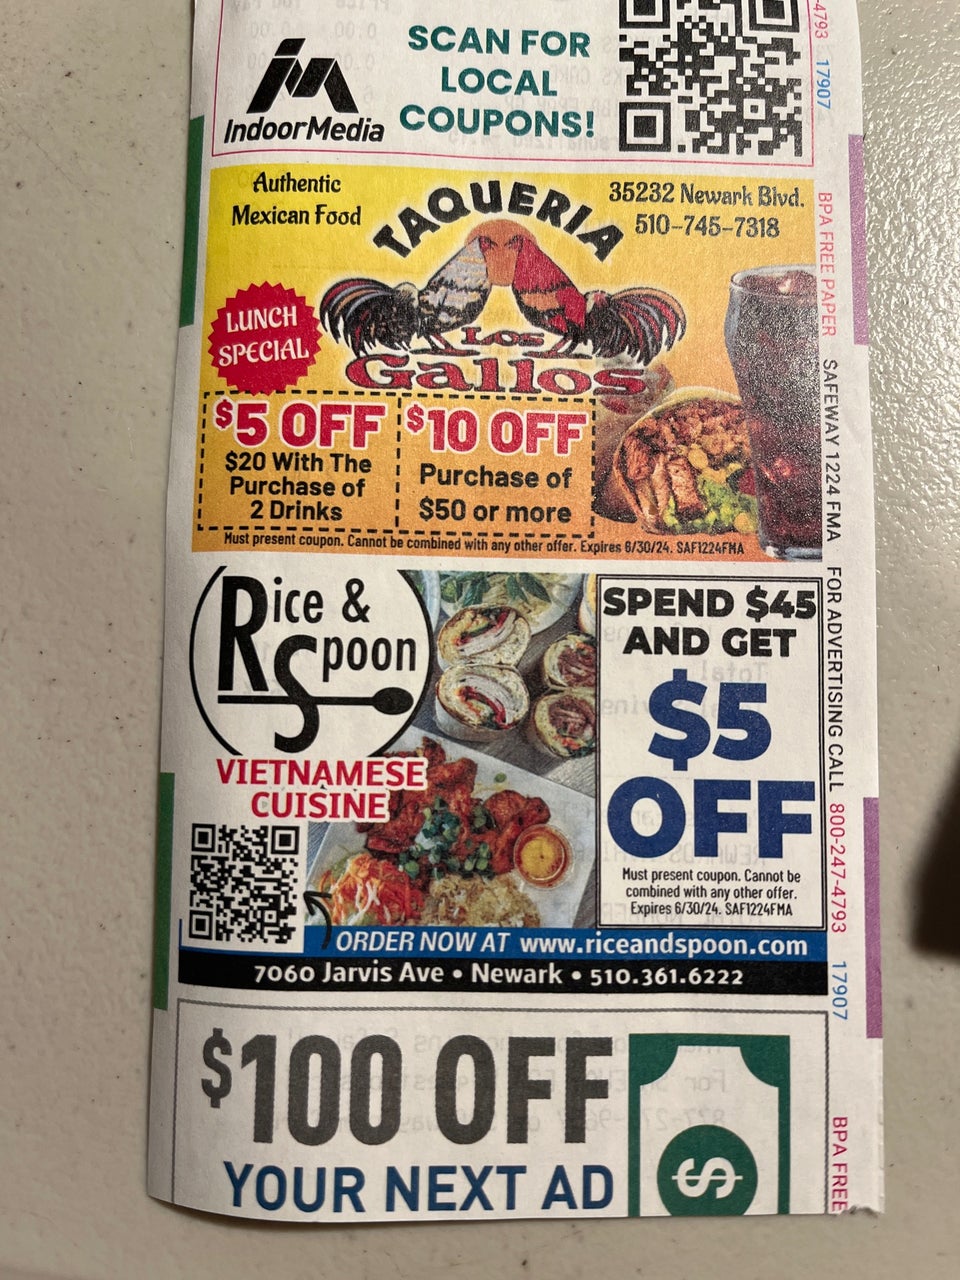 SCAN FOR
LOCAL
COUPONS!
IndoorMedia
4793 17907
Authentic
Mexican Food
TAQUERIA
35232 Newark Blvd.
510-745-7318
LUNCH
SPECIAL
Los
Gallos
$5 OFF
$20 With The
Purchase of
2 Drinks
$10 OFF
Purchase of
$50 or more
Must present coupon. Cannot be combined with any other offer. Expires 6/30/24. SAF1224FMA
Rice &
Spoon
VIETNAMESE
CUISINE
SPEND $45
AND GET
$5
OFF
Must present coupon. Cannot be
combined with any other offer.
Expires 6/30/24. SAF1224FMA
ORDER NOW AT www.riceandspoon.com
7060 Jarvis Ave • Newark • 510.361.6222
$100 OFF
YOUR NEXT AD
$
BPA FREE PAPER SAFEWAY 1224 FMA FOR ADVERTISING CALL 800-247-4793 17907
BPA FREE